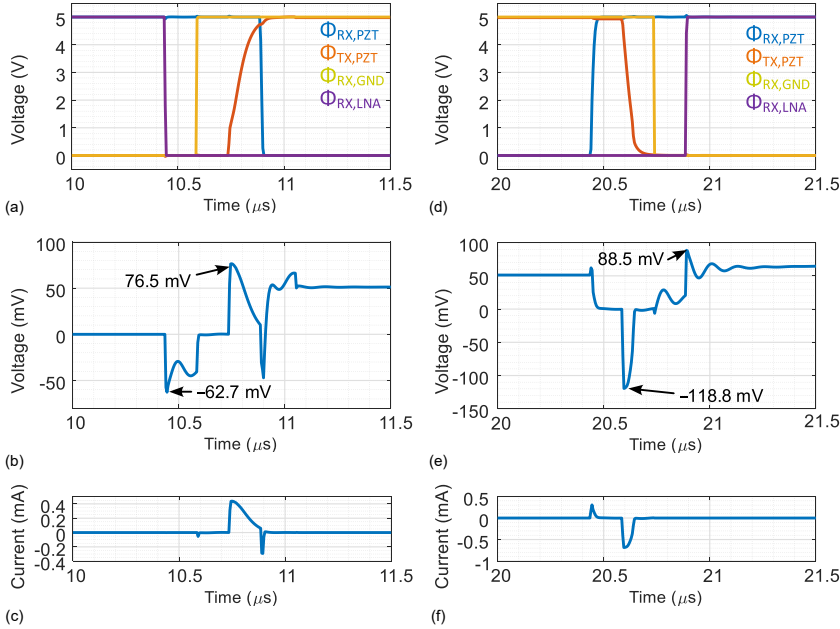 5
4
3
2
1
0
Voltage (V)
ΦRX,PZT
ΦTX,PZT
ΦRX,GND
ΦRX,LNA
10
10.5
11
11.5
Time (μs)
(a)
5
4
3
2
1
0
Voltage (V)
ΦRX,PZT
ΦTX,PZT
ΦRX,GND
ΦRX,LNA
20
20.5
21
21.5
Time (μs)
(d)
100
50
0
-50
Voltage (mV)
76.5 mV
–62.7 mV
10
10.5
11
11.5
Time (μs)
(b)
100
50
0
-50
-100
-150
Voltage (mV)
88.5 mV
–118.8 mV
20
20.5
21
21.5
Time (μs)
(e)
0.4
0.2
0
-0.2
-0.4
Current (mA)
10
10.5
11
11.5
Time (μs)
(c)
0.5
0
-0.5
-1
Current (mA)
20
20.5
21
21.5
Time (μs)
(f)